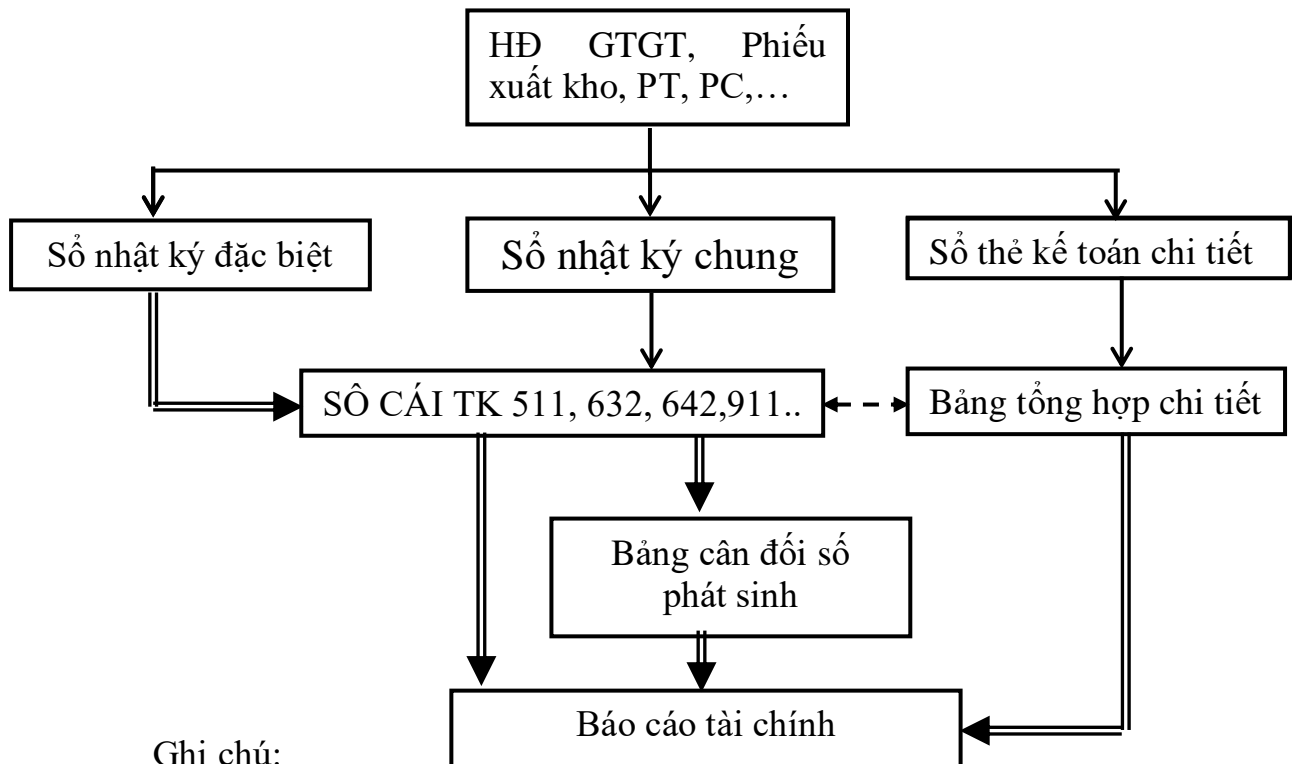 HĐ GTGT, Phiếu
xuất kho, PT, PC,…
Sổ nhật ký đặc biệt
Sổ nhật ký chung
Sổ thẻ kế toán chi tiết
SÔ CÁI TK 511, 632, 642,911..
Bảng tổng hợp chi tiết
Bảng cân đối số
phát sinh
Báo cáo tài chính
Ghi chú: